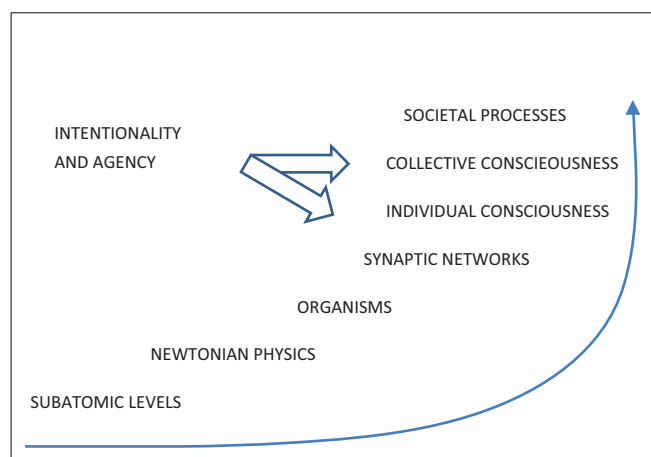 SOCIETAL PROCESSES
INTENTIONALITY
AND AGENCY
COLLECTIVE CONSCIEOUSNESS
INDIVIDUAL CONSCIOUSNESS
SYNAPTIC NETWORKS
ORGANISMS
NEWTONIAN PHYSICS
SUBATOMIC LEVELS